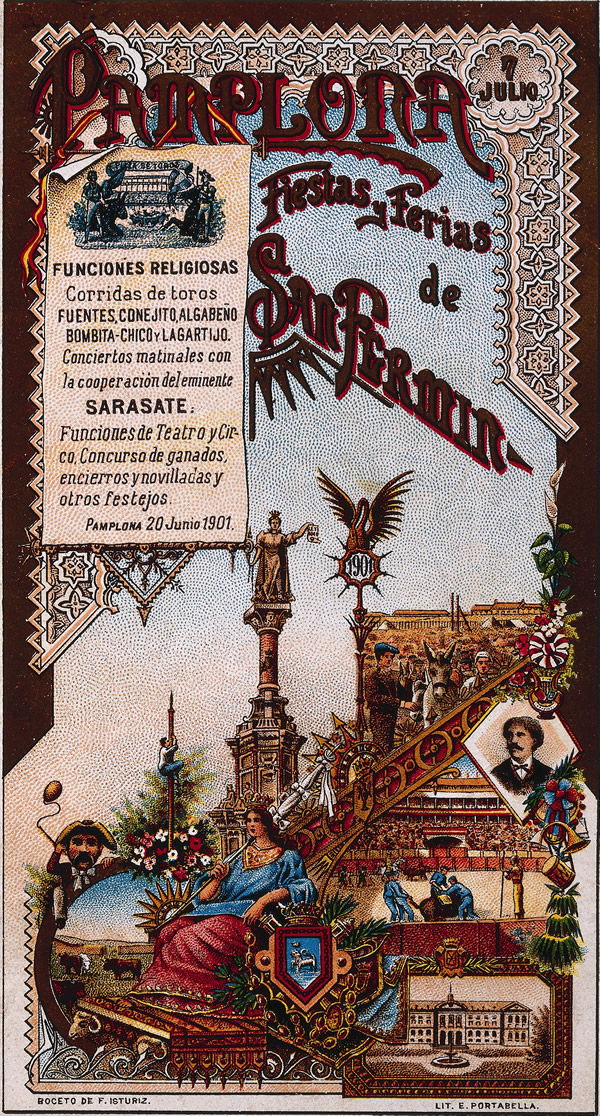 PAMPLONA
7
JULIO.
Fiestas y Ferias
de
SAN FERMIN
FUNCIONES RELIGIOSAS
Corridas de toros
FUENTES, CONEJITO, ALGABEÑO
BOMBITA-CHICO Y LAGARTIJO.
Conciertos matinales con
la cooperación del eminente
SARASATE:
Funciones de Teatro y Cir-
co, Concurso de ganados,
encierros y novilladas y
otros festejos.
PAMPLONA 20 Junio 1901.
1901
BOCETO DE F. ISTURIZ.
LIT. E. PORTABELLA.